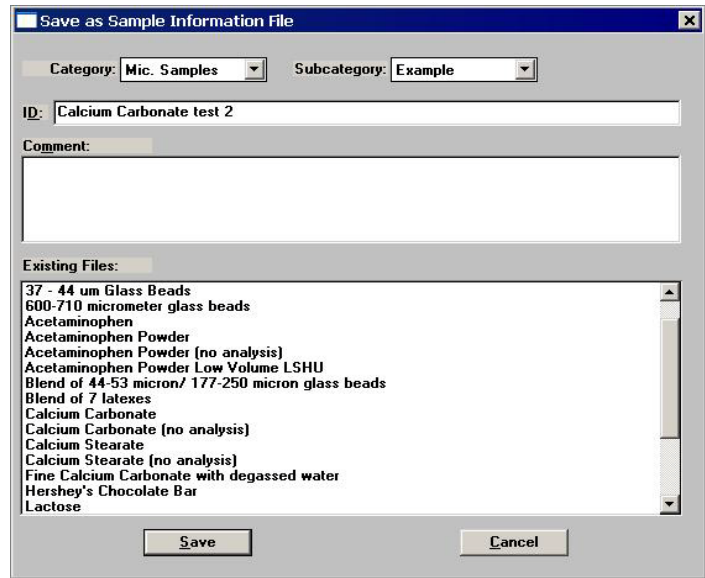 Save as Sample Information File
Category: Mic. Samples Subcategory: Example
ID: Calcium Carbonate test 2
Comment:
Existing Files:
37 - 44 um Glass Beads
600-710 micrometer glass beads
Acetaminophen
Acetaminophen Powder
Acetaminophen Powder (no analysis)
Acetaminophen Powder Low Volume LSHU
Blend of 44-53 micron/ 177-250 micron glass beads
Blend of 7 latexes
Calcium Carbonate
Calcium Carbonate (no analysis)
Calcium Stearate
Calcium Stearate (no analysis)
Fine Calcium Carbonate with degassed water
Hershey's Chocolate Bar
Lactose
Save Cancel